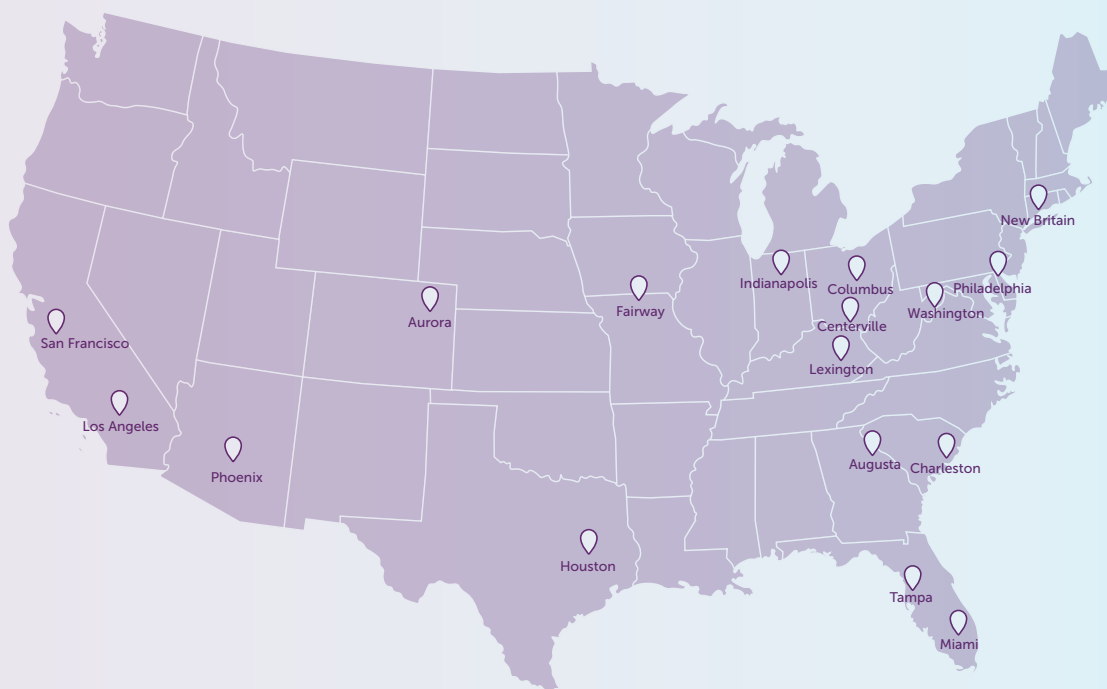 New Britain
Indianapolis
Columbus
Philadelphia
Fairway
Washington
Aurora
Centerville
San Francisco
Lexington
Los Angeles
Augusta
Charleston
Phoenix
Houston
Tampa
Miami